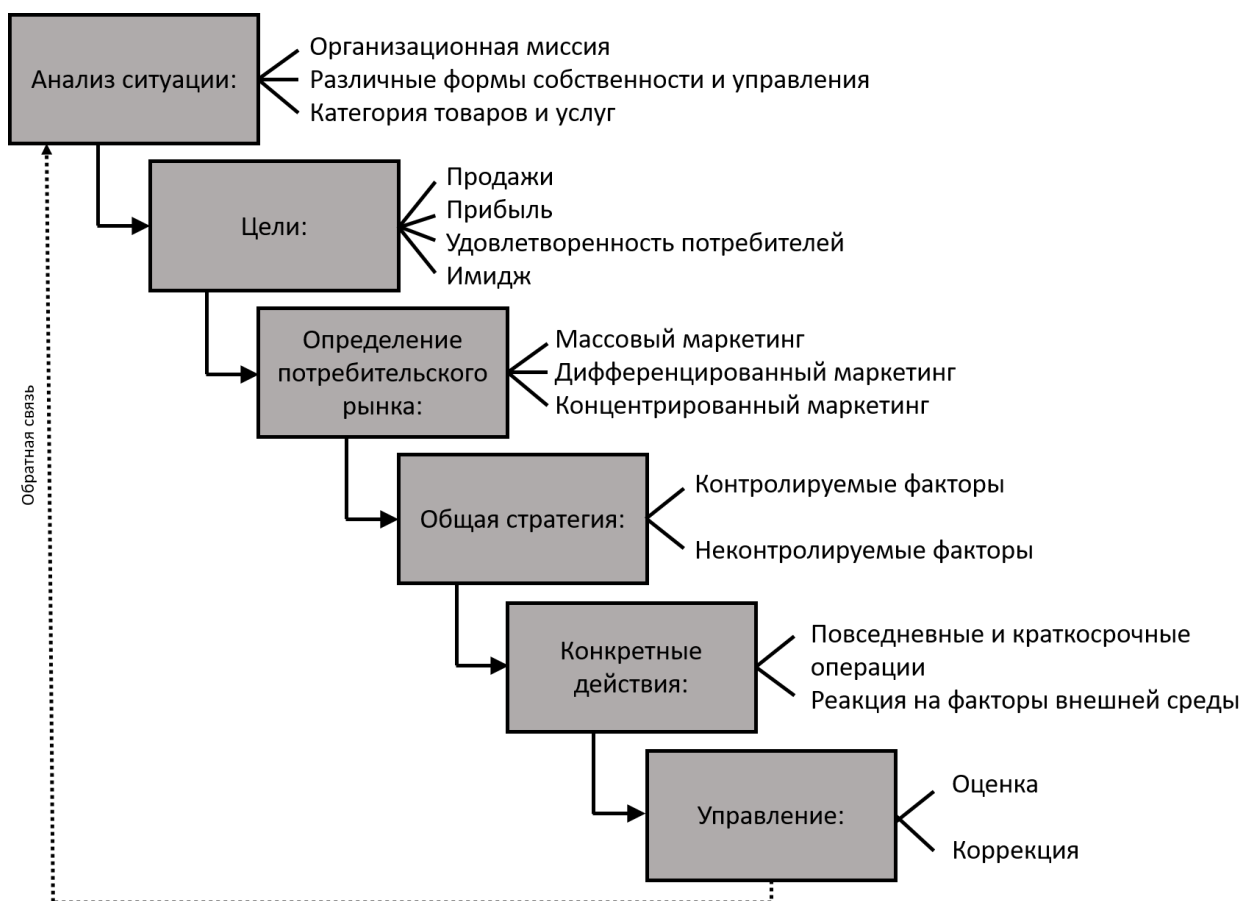 Анализ ситуации:
Организационная миссия
Различные формы собственности и управления
Категория товаров и услуг
Цели:
Продажи
Прибыль
Удовлетворенность потребителей
Имидж
Определение
потребительского
рынка:
Массовый маркетинг
Дифференцированный маркетинг
Концентрированный маркетинг
Обратная связь
Общая стратегия:
Контролируемые факторы
Неконтролируемые факторы
Конкретные
действия:
Повседневные и краткосрочные
операции
Реакция на факторы внешней среды
Управление:
Оценка
Коррекция